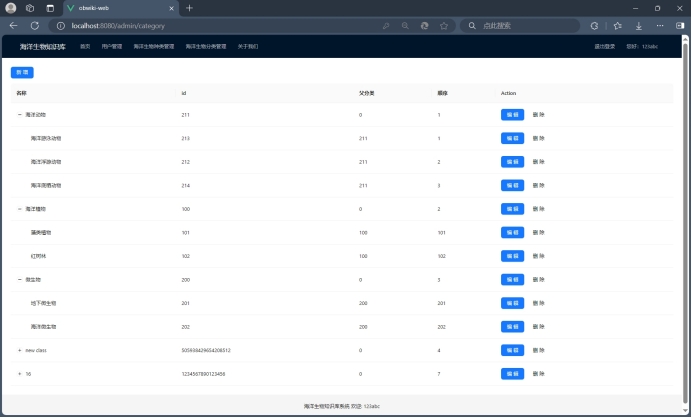 obwiki-web
localhost:8080/admin/category
点此搜索
海洋生物知识库 首页 用户管理 海洋生物种类管理 海洋生物分类管理 关于我们 退出登录 您好：123abc
新 增
名称 id 父分类 顺序 Action
海洋动物 211 0 1 编 辑 删 除
海洋游泳动物 213 211 1 编 辑 删 除
海洋浮游动物 212 211 2 编 辑 删 除
海洋底栖动物 214 211 3 编 辑 删 除
海洋植物 100 0 2 编 辑 删 除
藻类植物 101 100 101 编 辑 删 除
红树林 102 100 102 编 辑 删 除
微生物 200 0 3 编 辑 删 除
地下微生物 201 200 201 编 辑 删 除
海洋微生物 202 200 202 编 辑 删 除
new class 505938429654208512 0 4 编 辑 删 除
16 1234567890123456 0 7 编 辑 删 除
海洋生物知识库系统 欢迎: 123abc